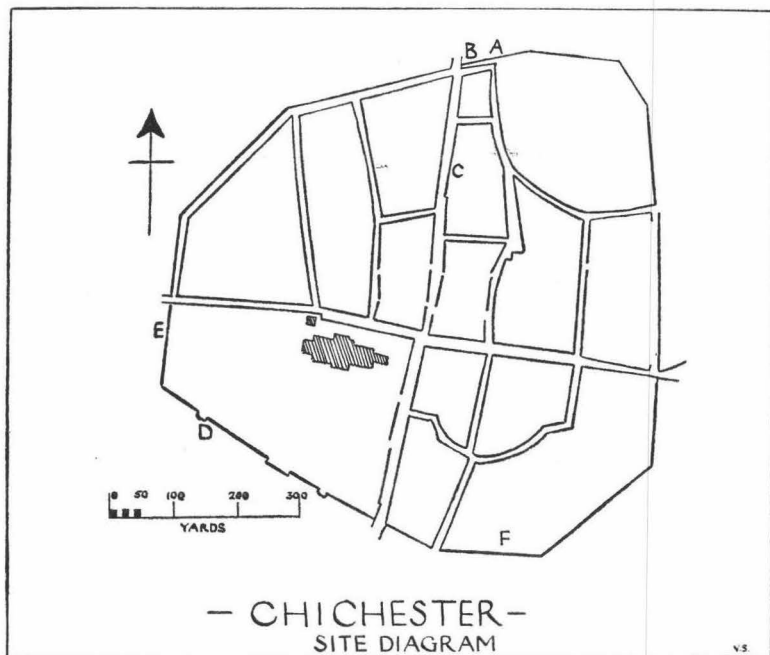 B A
C
E
D
0 50 100 200 300
YARDS
F
- CHICHESTER -
SITE DIAGRAM
V.S.